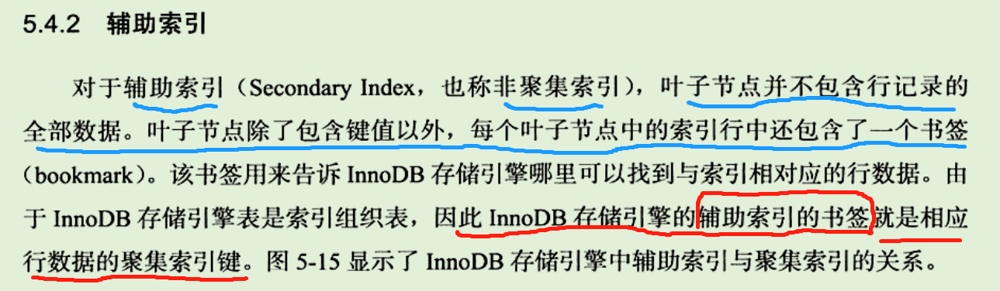 5.4.2 辅助索引
对于辅助索引（Secondary Index，也称非聚集索引），叶子节点并不包含行记录的
全部数据。叶子节点除了包含键值以外，每个叶子节点中的索引行中还包含了一个书签
（bookmark）。该书签用来告诉 InnoDB 存储引擎哪里可以找到与索引相对应的行数据。由
于 InnoDB 存储引擎表是索引组织表，因此 InnoDB 存储引擎的辅助索引的书签就是相应
行数据的聚集索引键。图 5-15 显示了 InnoDB 存储引擎中辅助索引与聚集索引的关系。